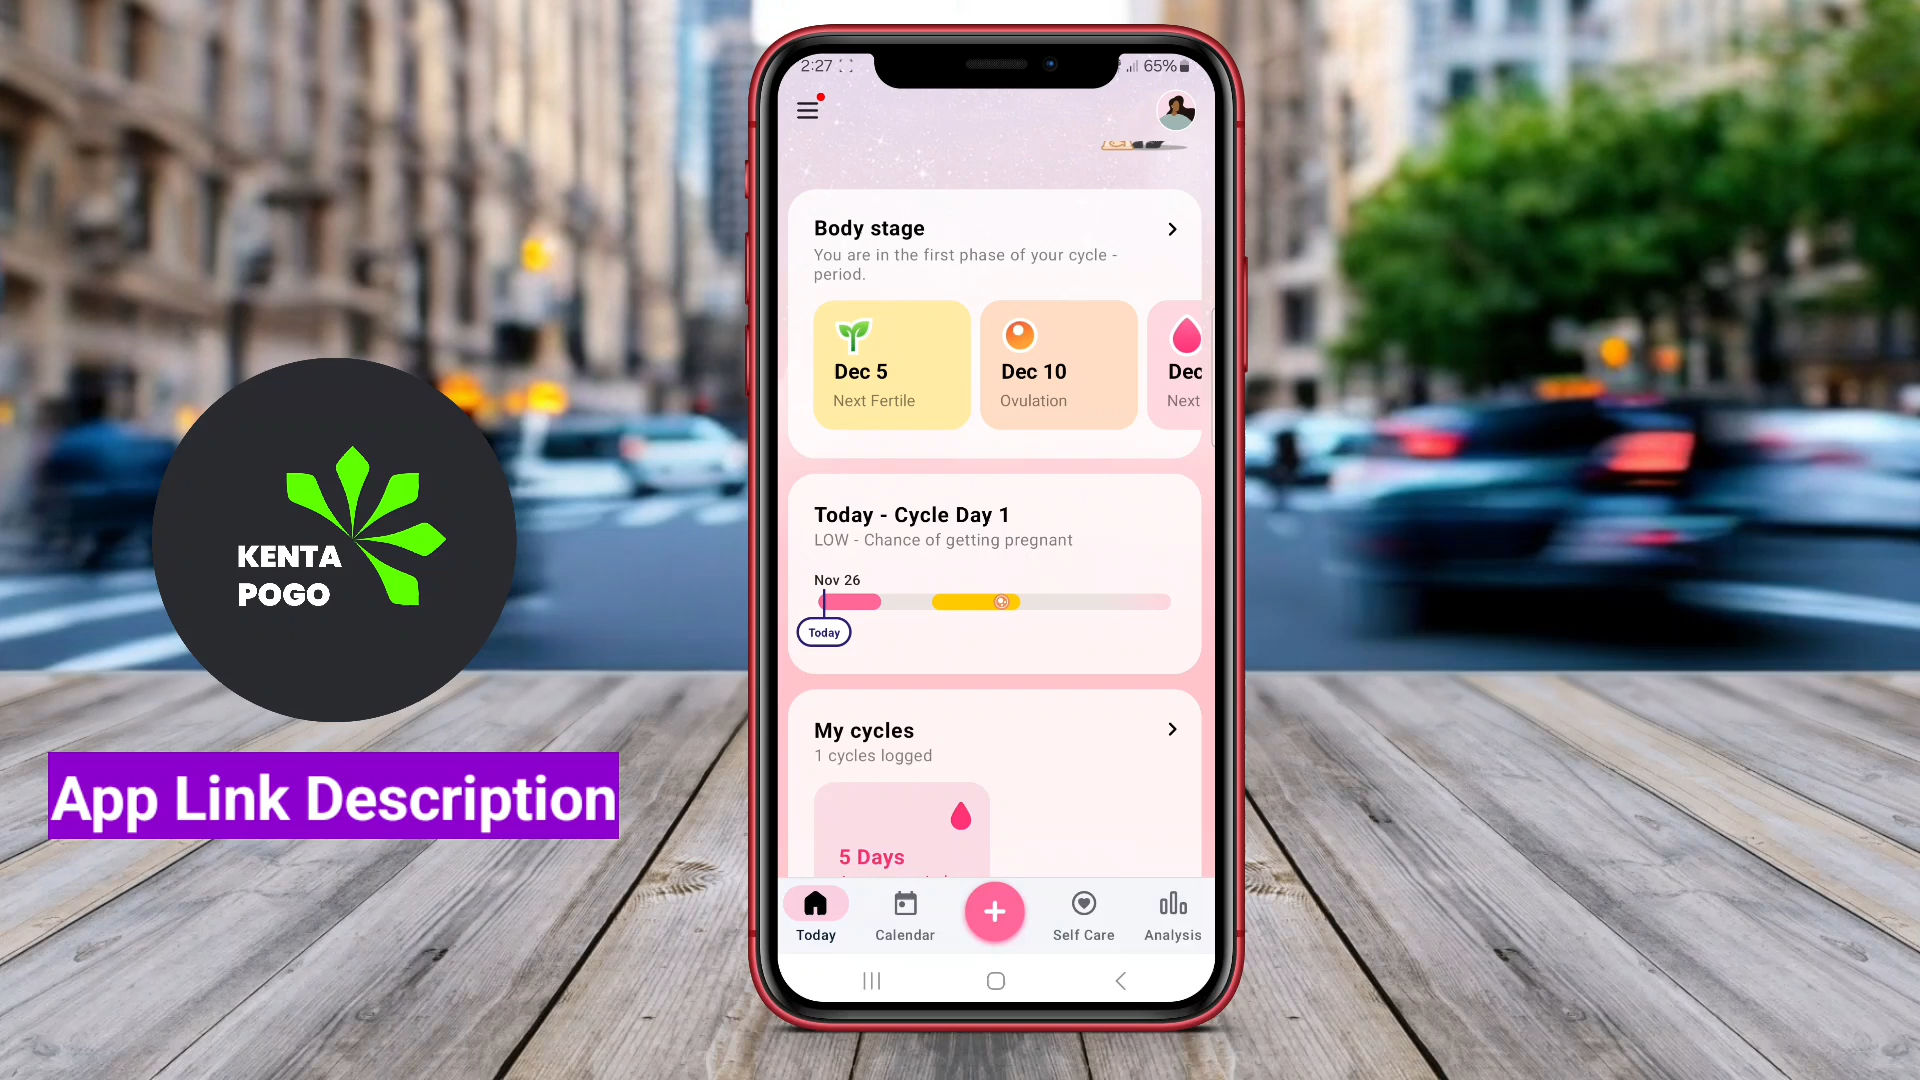 KENTA
POGO
App Link Description
2:27
65%
Body stage
You are in the first phase of your cycle -
period.
Dec 5
Next Fertile
Dec 10
Ovulation
Dec
Next
Today - Cycle Day 1
LOW - Chance of getting pregnant
Nov 26
Today
My cycles
1 cycles logged
5 Days
Today
Calendar
Self Care
Analysis